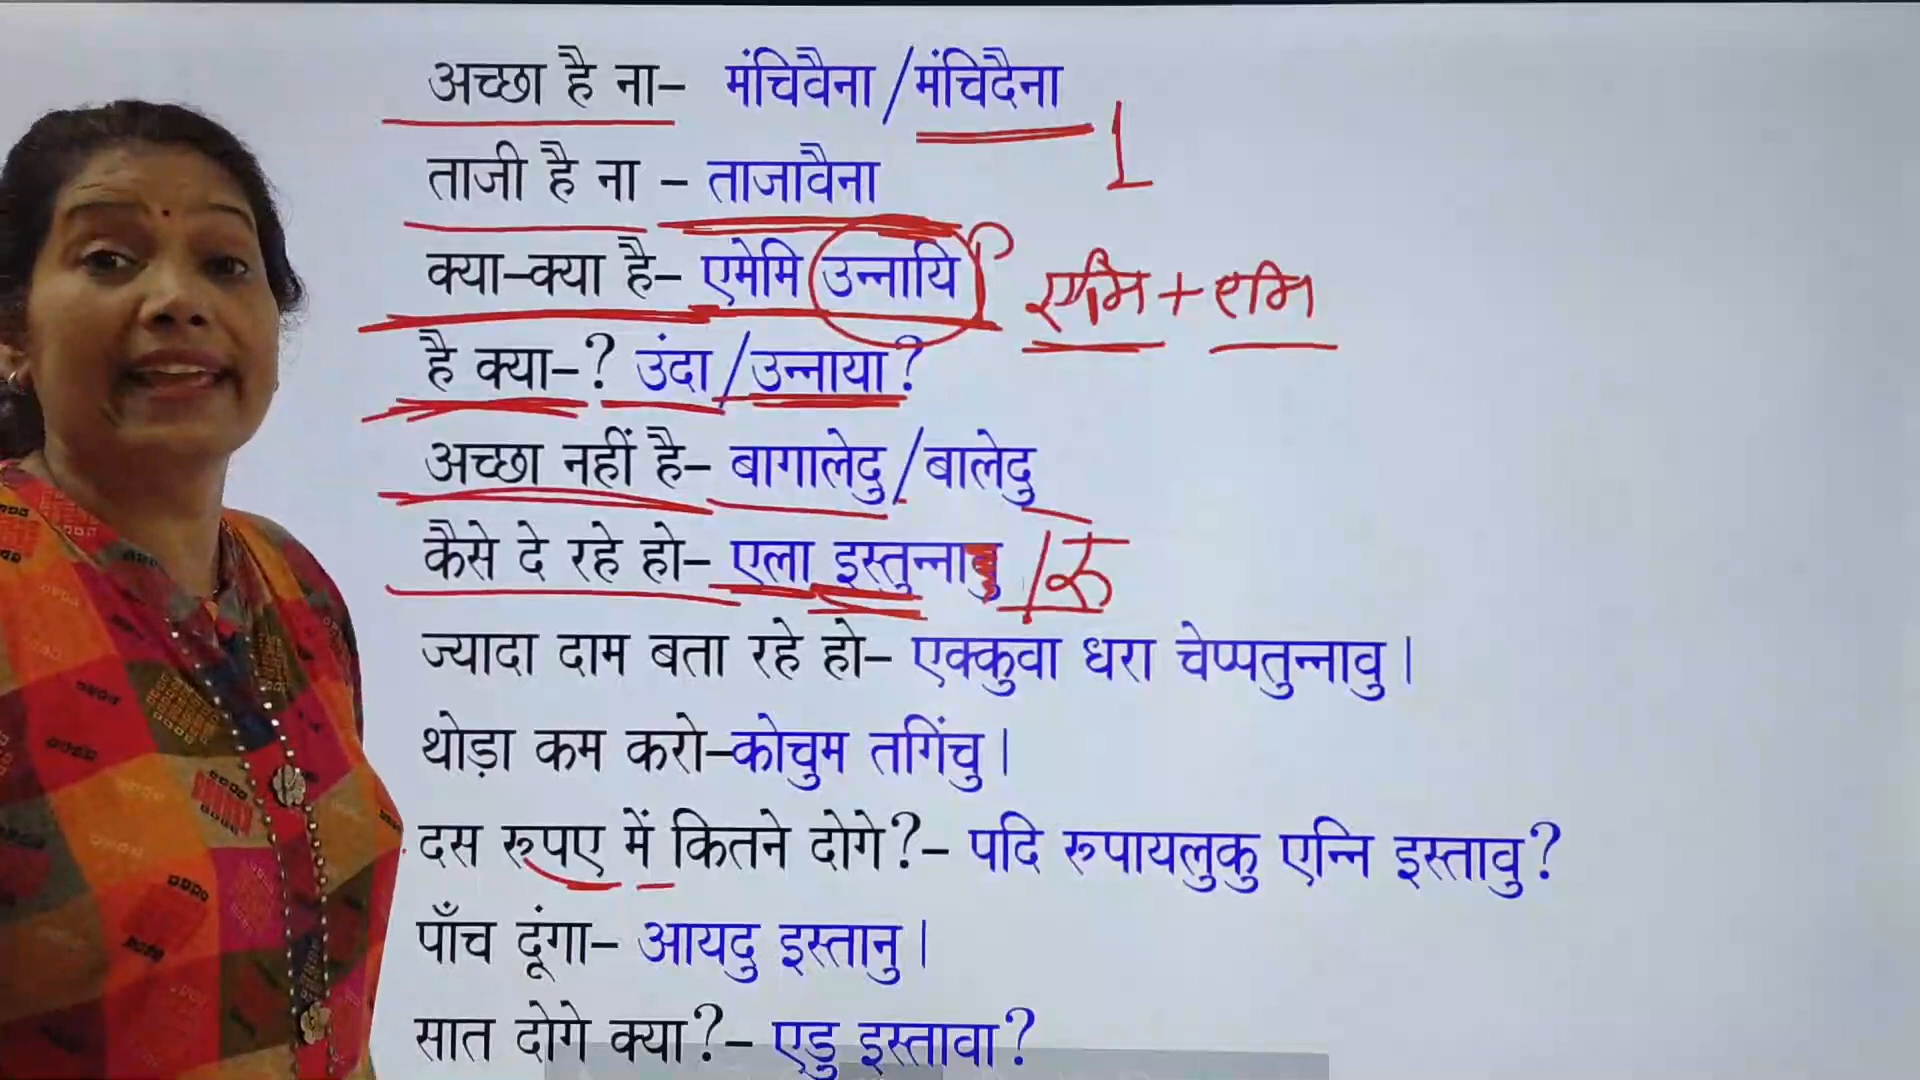 अच्छा है ना– मंचिवैना/मंचिदैना 1
ताजी है ना – ताजावैना
क्या–क्या है– एमेमि उन्नायि एमि + एमि
है क्या–? उंदा/उन्नाया?
अच्छा नहीं है– बागालेदु/बालेदु
कैसे दे रहे हो– एला इस्तुन्नावु /रु
ज्यादा दाम बता रहे हो– एक्कुवा धरा चेप्पतुन्नावु।
थोड़ा कम करो–कोचुम तगिंचु।
दस रूपए में कितने दोगे?– पदि रुपायलुकु एन्नि इस्तावु?
पाँच दूंगा– आयदु इस्तानु।
सात दोगे क्या?– एडु इस्तावा?